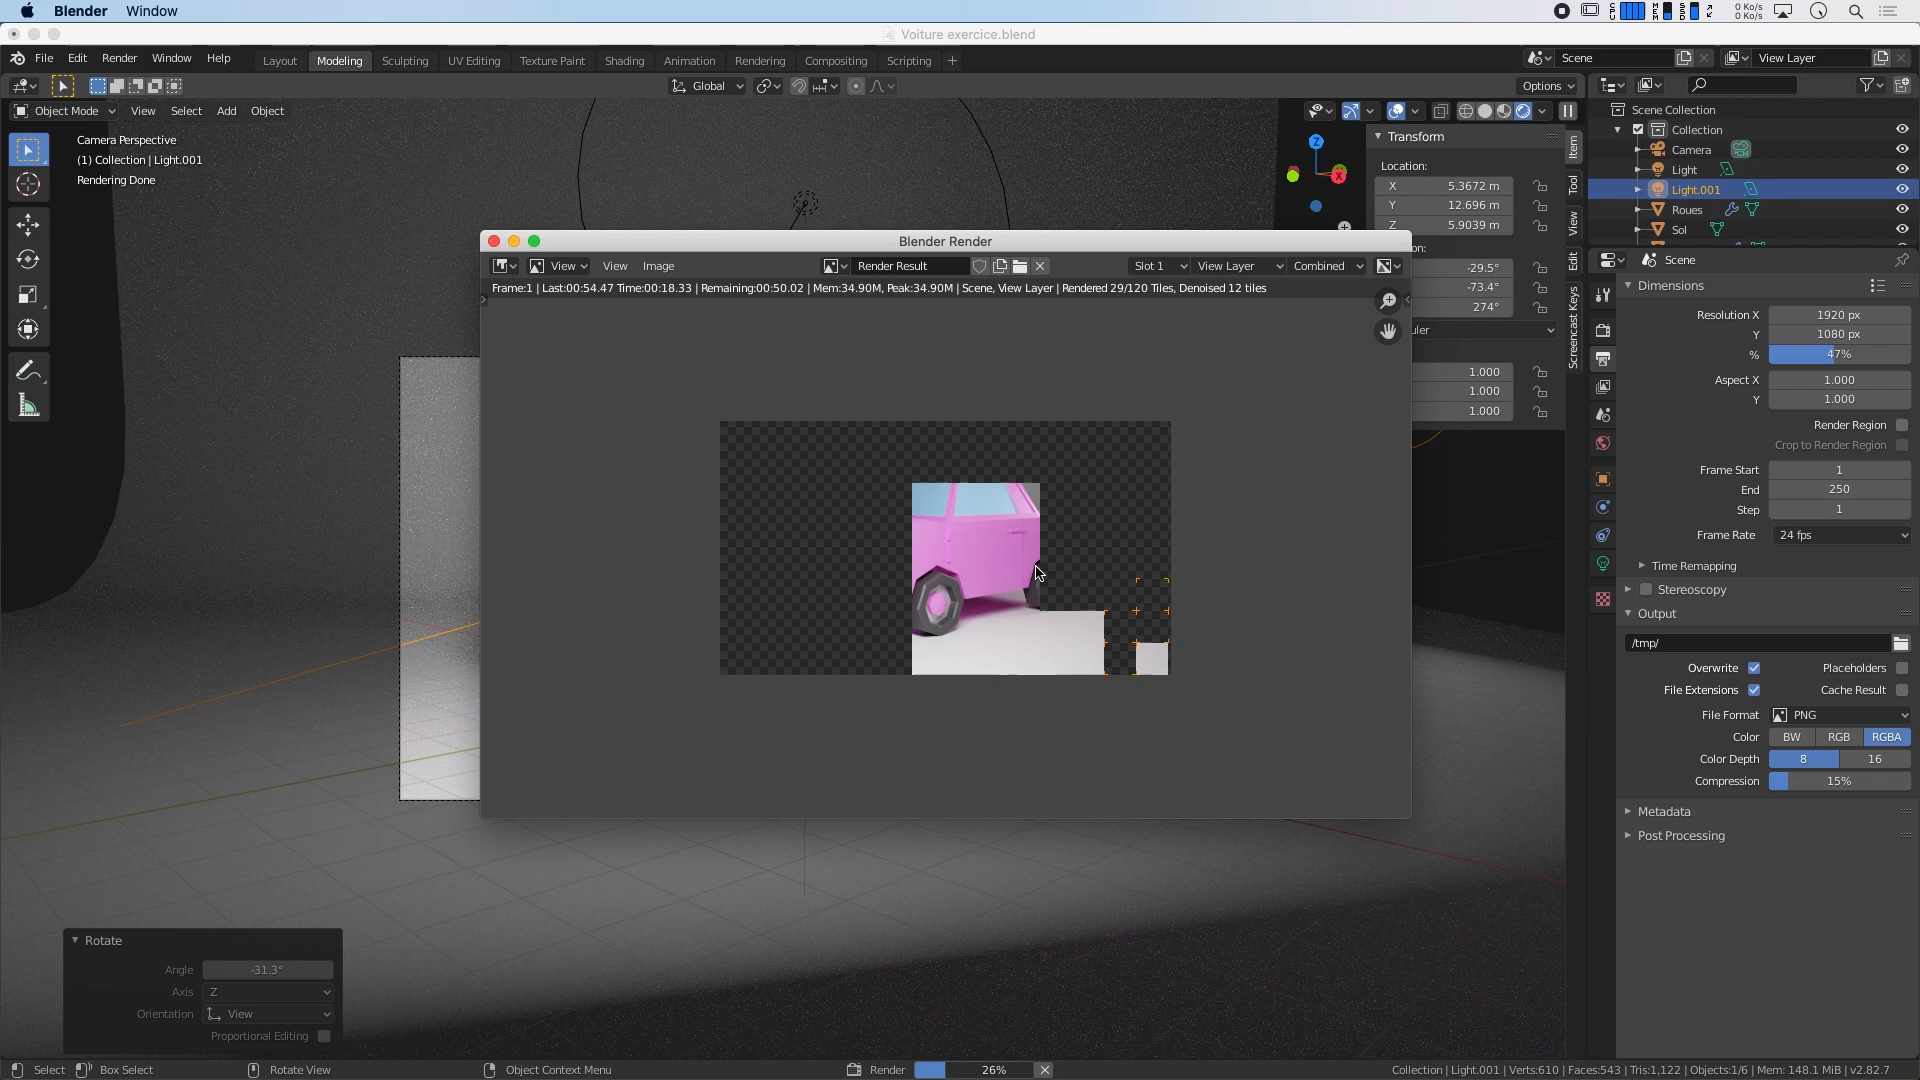 Blender Window 0 Ko/s
0 Ko/s
Voiture exercice.blend
File Edit Render Window Help Layout Modeling Sculpting UV Editing Texture Paint Shading Animation Rendering Compositing Scripting + Scene View Layer
Global Options
Object Mode View Select Add Object
Camera Perspective
(1) Collection | Light.001
Rendering Done
Z
X
Transform
Location:
X 5.3672 m
Y 12.696 m
Z 5.9039 m
on:
-29.5°
-73.4°
274°
uler
1.000
1.000
1.000
Item
Tool
View
Edit
Screencast Keys
Scene Collection
Collection
Camera
Light
Light.001
Roues
Sol
Scene
Dimensions
Resolution X 1920 px
Y 1080 px
% 47%
Aspect X 1.000
Y 1.000
Render Region
Crop to Render Region
Frame Start 1
End 250
Step 1
Frame Rate 24 fps
Time Remapping
Stereoscopy
Output
/tmp/
Overwrite Placeholders
File Extensions Cache Result
File Format PNG
Color BW RGB RGBA
Color Depth 8 16
Compression 15%
Metadata
Post Processing
Blender Render
View View Image Render Result Slot 1 View Layer Combined
Frame:1 | Last:00:54.47 Time:00:18.33 | Remaining:00:50.02 | Mem:34.90M, Peak:34.90M | Scene, View Layer | Rendered 29/120 Tiles, Denoised 12 tiles
Rotate
Angle -31.3°
Axis Z
Orientation View
Proportional Editing
Select Box Select Rotate View Object Context Menu Render 26% Collection | Light.001 | Verts:610 | Faces:543 | Tris:1,122 | Objects:1/6 | Mem: 148.1 MiB | v2.82.7